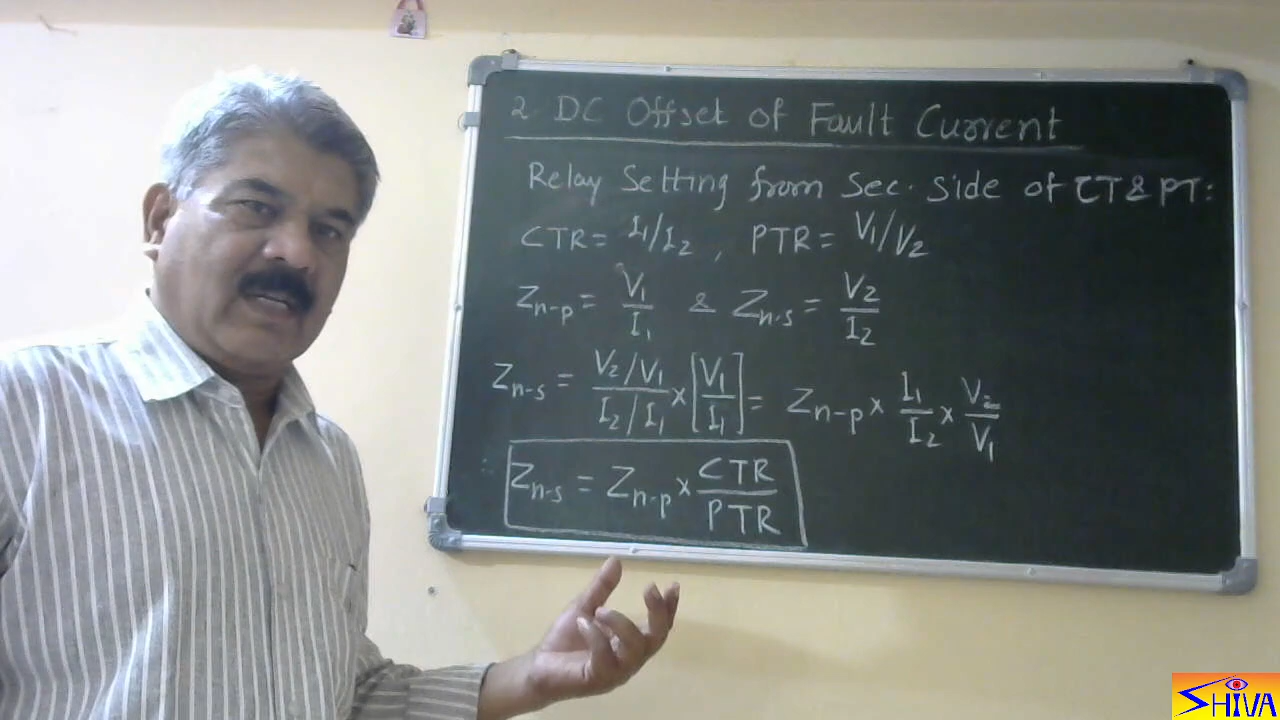 2. DC Offset of Fault Current
Relay Setting from Sec. Side of CT & PT:
CTR = I₁/I₂ , PTR = V₁/V₂
Zn-p = V₁/I₁ & Zn-s = V₂/I₂
Zn-s = (V₂/V₁)/(I₂/I₁) × [V₁/I₁] = Zn-p × I₁/I₂ × V₂/V₁
∴ Zn-s = Zn-p × CTR/PTR
SHIVA